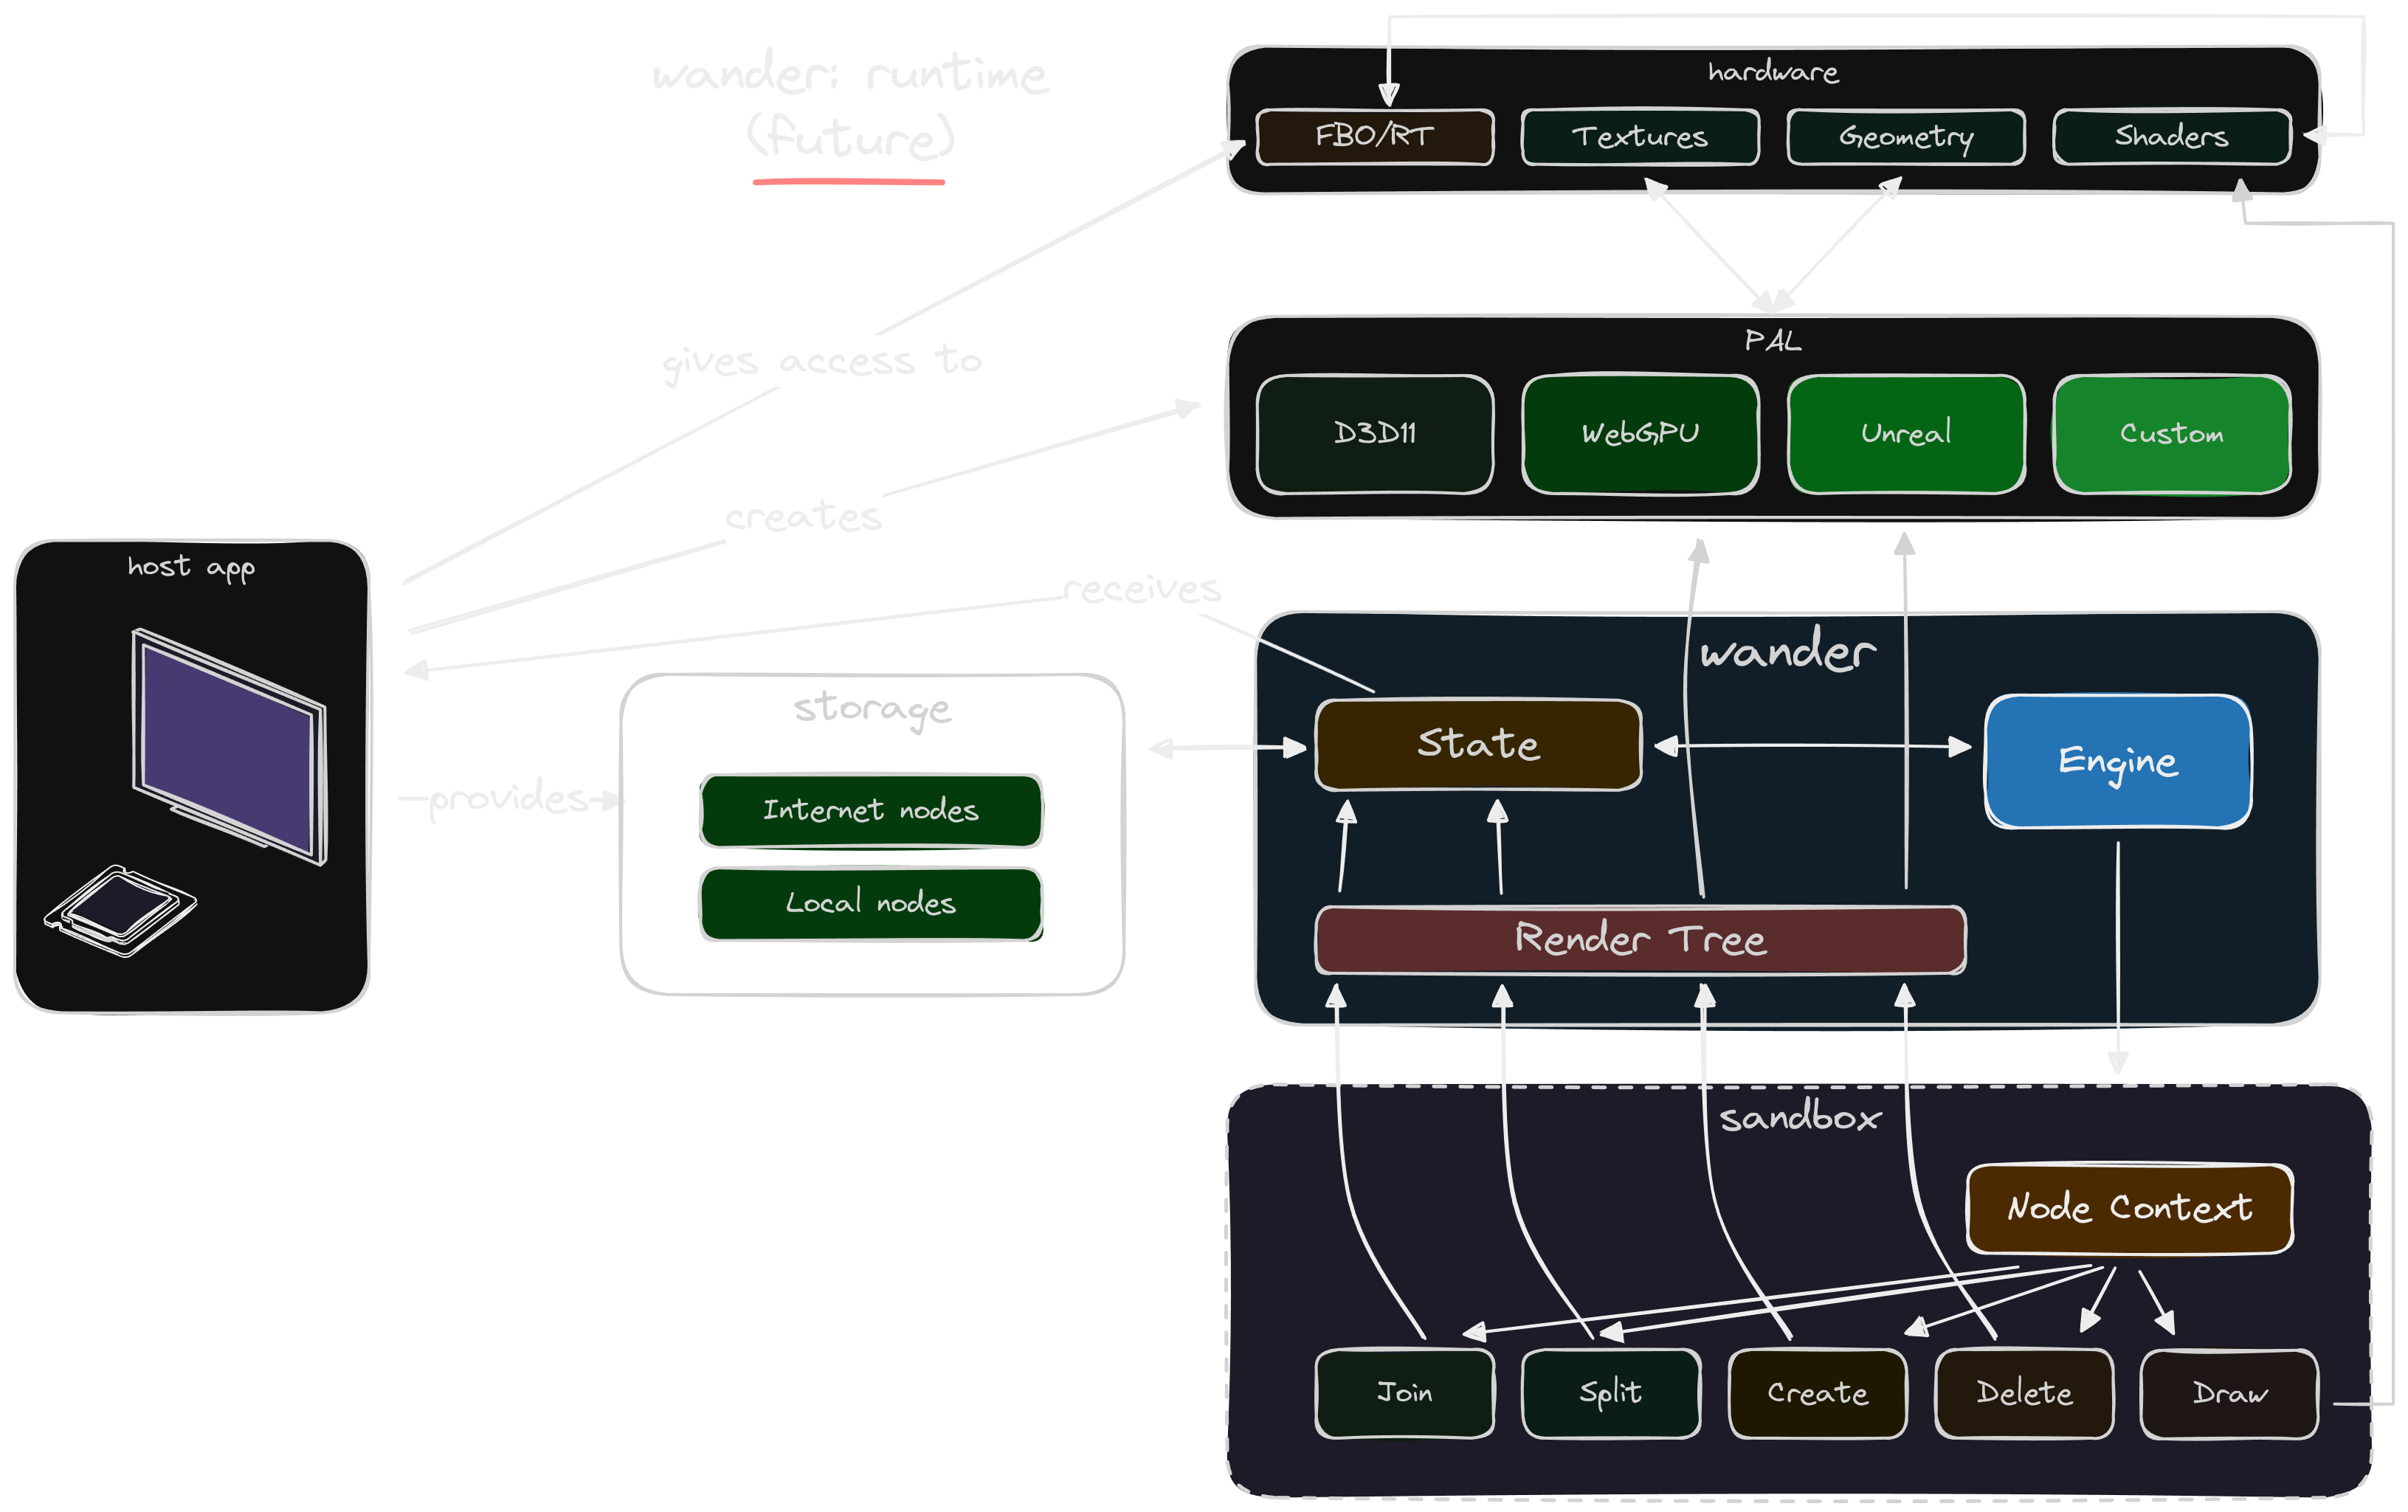 wander: runtime
(future)
hardware
FBO/RT
Textures
Geometry
Shaders
gives access to
PAL
D3D11
WebGPU
Unreal
Custom
creates
host app
receives
wander
storage
State
Engine
provides
Internet nodes
Local nodes
Render Tree
sandbox
Node Context
Join
Split
Create
Delete
Draw